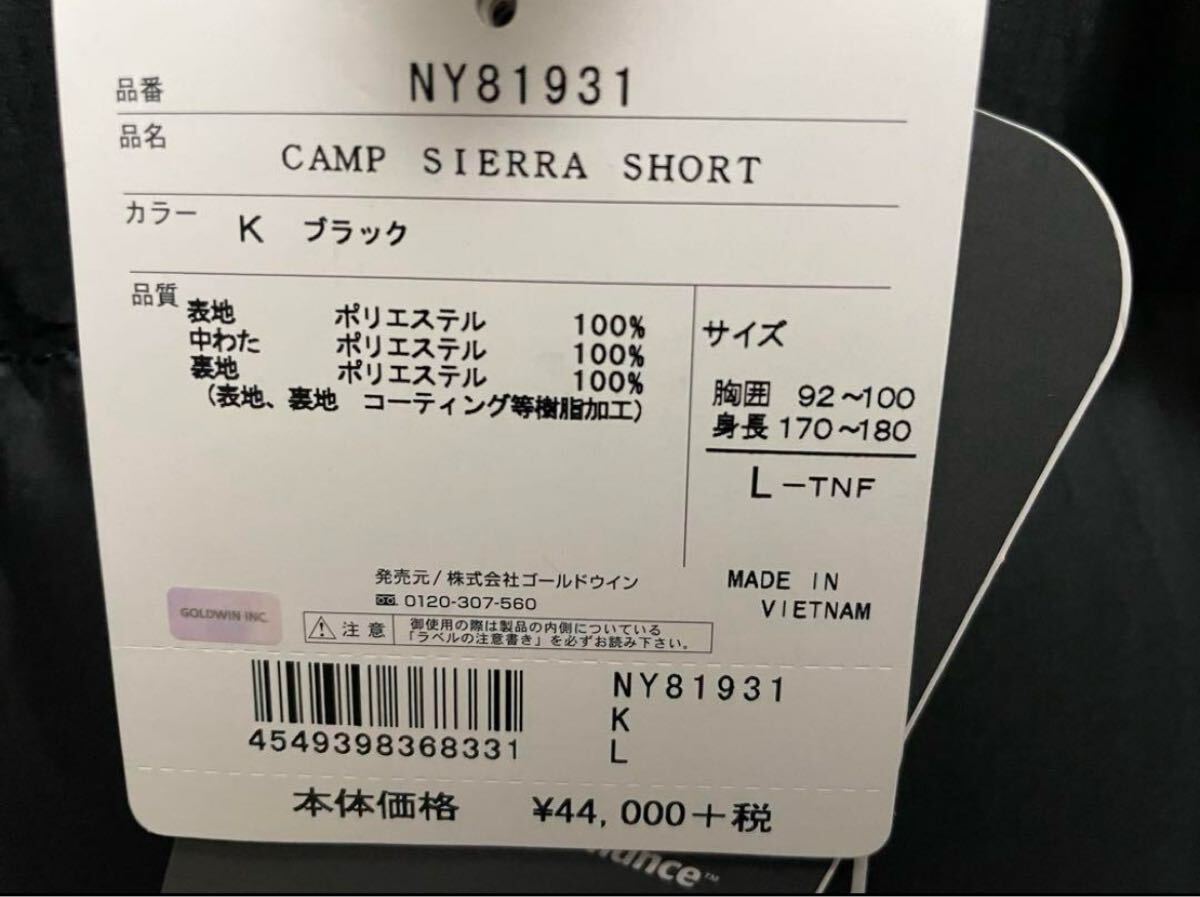 品番 NY81931
品名 CAMP SIERRA SHORT
カラー K ブラック
品質
表地 ポリエステル 100%
中わた ポリエステル 100%
裏地 ポリエステル 100%
(表地、裏地 コーティング等樹脂加工)
サイズ
胸囲 92~100
身長 170~180
L-TNF
MADE IN
VIETNAM
発売元/株式会社ゴールドウイン
0120-307-560
GOLDWIN INC.
注意
御使用の際は製品の内側についている
「ラベルの注意書き」を必ずお読み下さい。
4549398368331
NY81931
K
L
本体価格 ¥44,000+税